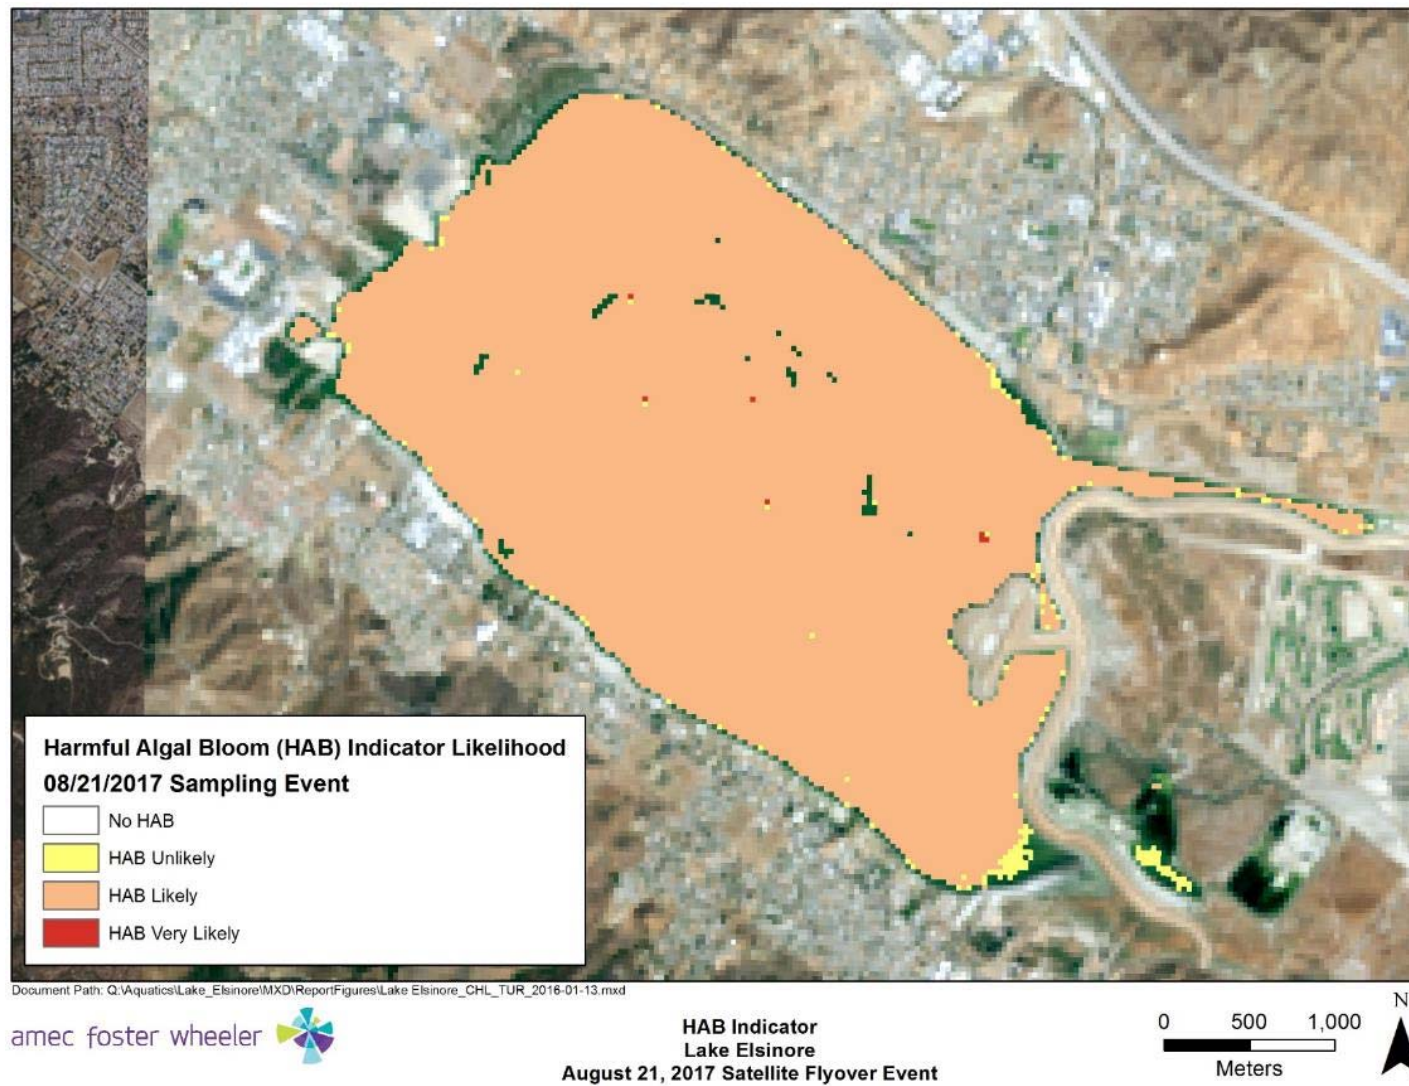 Harmful Algal Bloom (HAB) Indicator Likelihood
08/21/2017 Sampling Event
No HAB
HAB Unlikely
HAB Likely
HAB Very Likely
Document Path: Q:\Aquatics\Lake_Elsinore\MXD\ReportFigures\Lake Elsinore_CHL_TUR_2016-01-13.mxd
amec foster wheeler
HAB Indicator
Lake Elsinore
August 21, 2017 Satellite Flyover Event
0 500 1,000
Meters
N